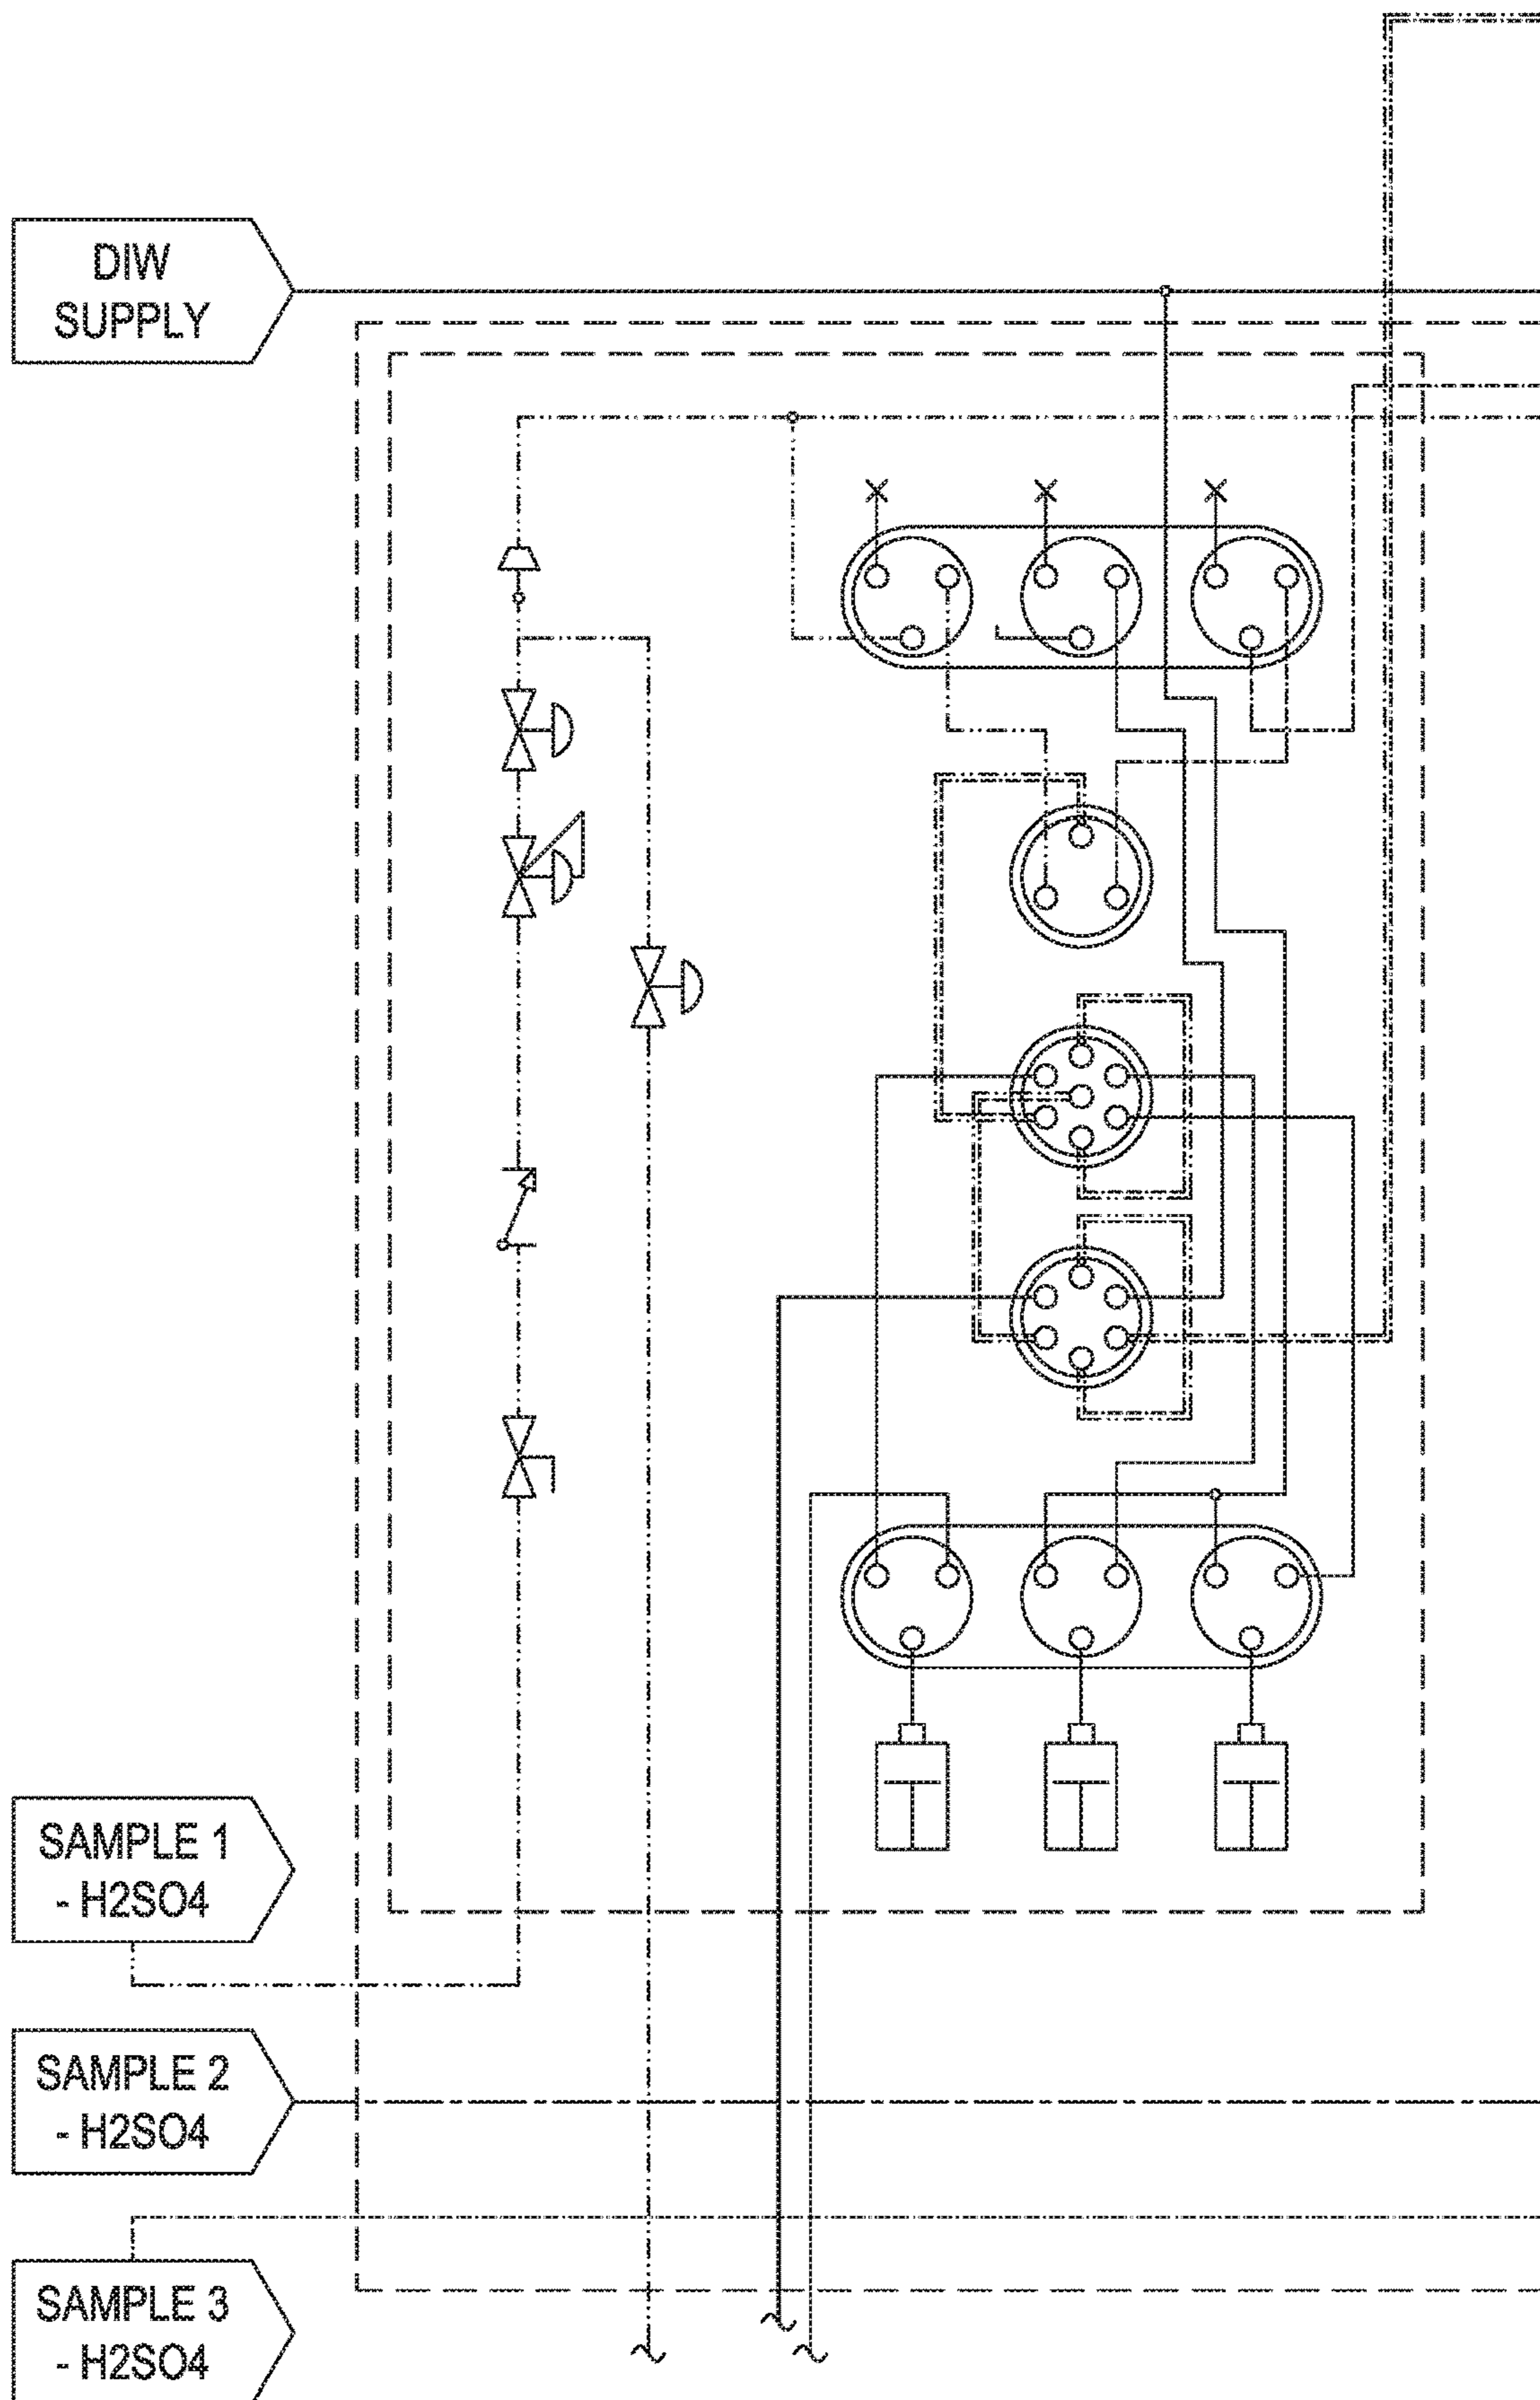 DIW
SUPPLY
SAMPLE 1
- H2SO4
SAMPLE 2
- H2SO4
SAMPLE 3
- H2SO4